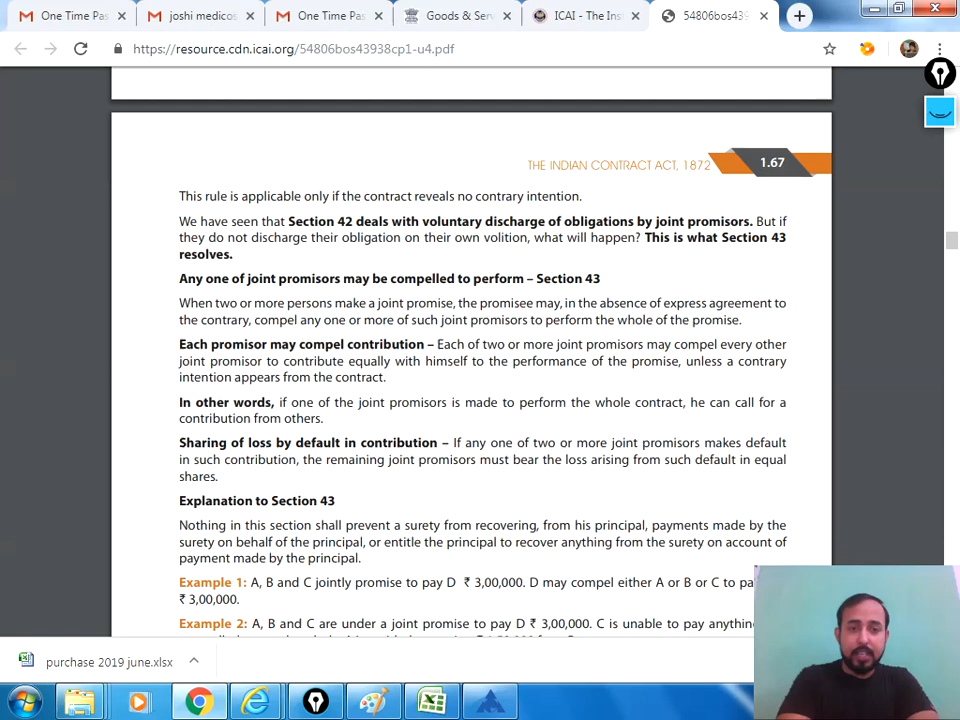 One Time Pas
joshi medicos
One Time Pas
Goods & Serv
ICAI - The Ins
54806bos439
https://resource.cdn.icai.org/54806bos43938cp1-u4.pdf
THE INDIAN CONTRACT ACT, 1872
1.67
This rule is applicable only if the contract reveals no contrary intention.
We have seen that Section 42 deals with voluntary discharge of obligations by joint promisors. But if
they do not discharge their obligation on their own volition, what will happen? This is what Section 43
resolves.
Any one of joint promisors may be compelled to perform – Section 43
When two or more persons make a joint promise, the promisee may, in the absence of express agreement to
the contrary, compel any one or more of such joint promisors to perform the whole of the promise.
Each promisor may compel contribution – Each of two or more joint promisors may compel every other
joint promisor to contribute equally with himself to the performance of the promise, unless a contrary
intention appears from the contract.
In other words, if one of the joint promisors is made to perform the whole contract, he can call for a
contribution from others.
Sharing of loss by default in contribution – If any one of two or more joint promisors makes default
in such contribution, the remaining joint promisors must bear the loss arising from such default in equal
shares.
Explanation to Section 43
Nothing in this section shall prevent a surety from recovering, from his principal, payments made by the
surety on behalf of the principal, or entitle the principal to recover anything from the surety on account of
payment made by the principal.
Example 1: A, B and C jointly promise to pay D ₹ 3,00,000. D may compel either A or B or C to pa
₹ 3,00,000.
Example 2: A, B and C are under a joint promise to pay D ₹ 3,00,000. C is unable to pay anythin
purchase 2019 june.xlsx